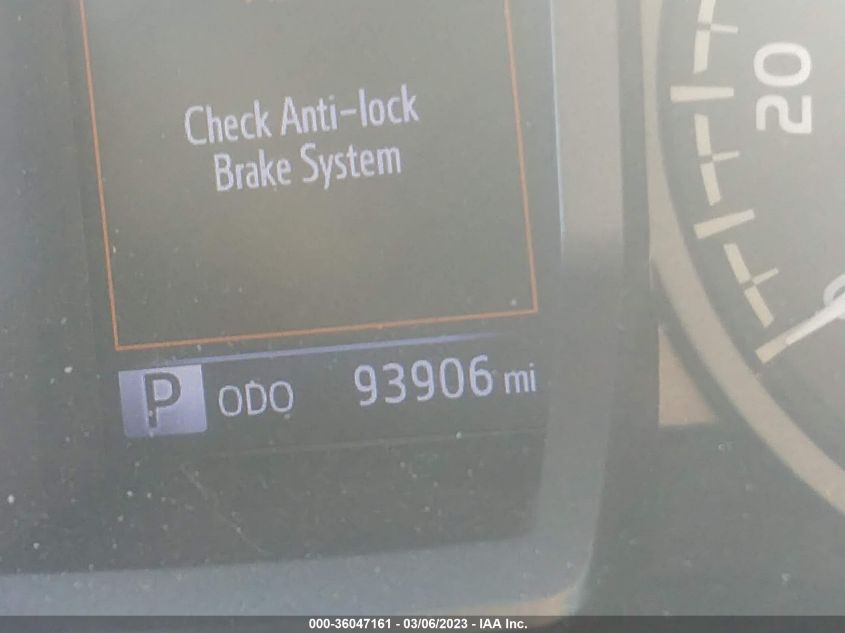 Check Anti-lock
Brake System
P ODO 93906 mi
20
000-36047161 - 03/06/2023 - IAA Inc.